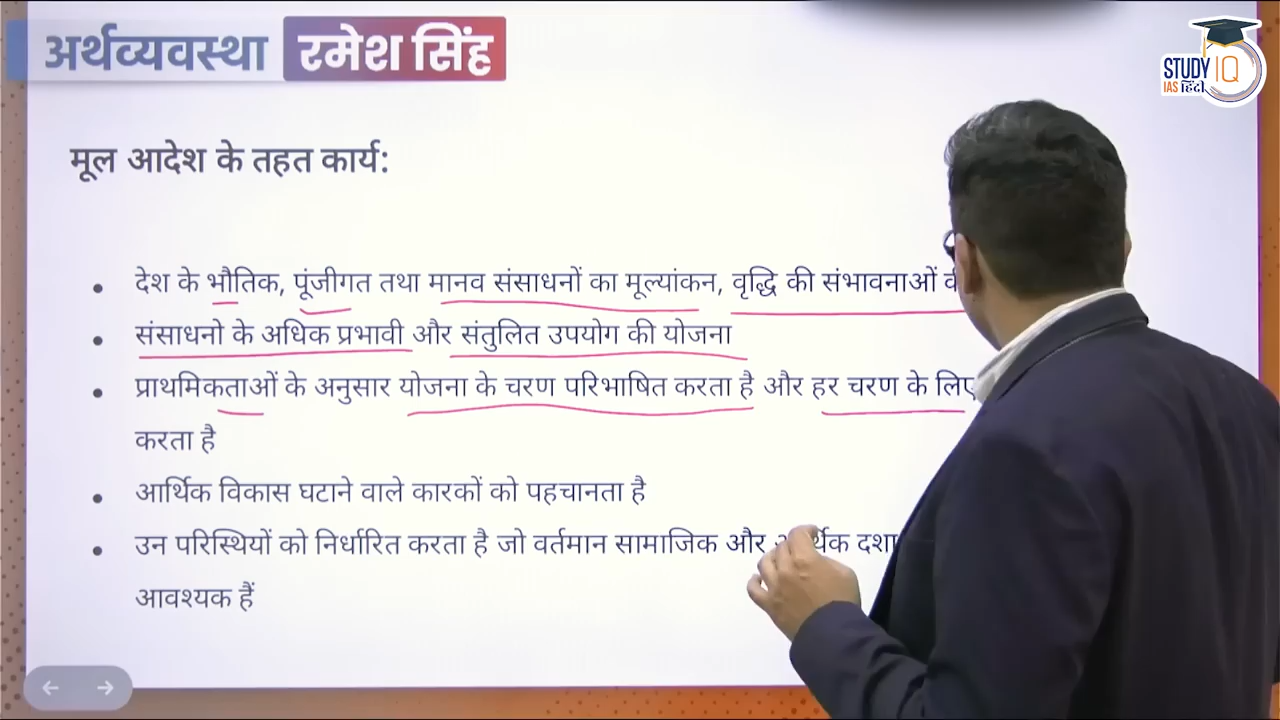 अर्थव्यवस्था रमेश सिंह
STUDY IQ
IAS हिंदी
मूल आदेश के तहत कार्य:
• देश के भौतिक, पूंजीगत तथा मानव संसाधनों का मूल्यांकन, वृद्धि की संभावनाओं
• संसाधनो के अधिक प्रभावी और संतुलित उपयोग की योजना
• प्राथमिकताओं के अनुसार योजना के चरण परिभाषित करता है और हर चरण के लिए
करता है
• आर्थिक विकास घटाने वाले कारकों को पहचानता है
• उन परिस्थियों को निर्धारित करता है जो वर्तमान सामाजिक और दशा
आवश्यक हैं